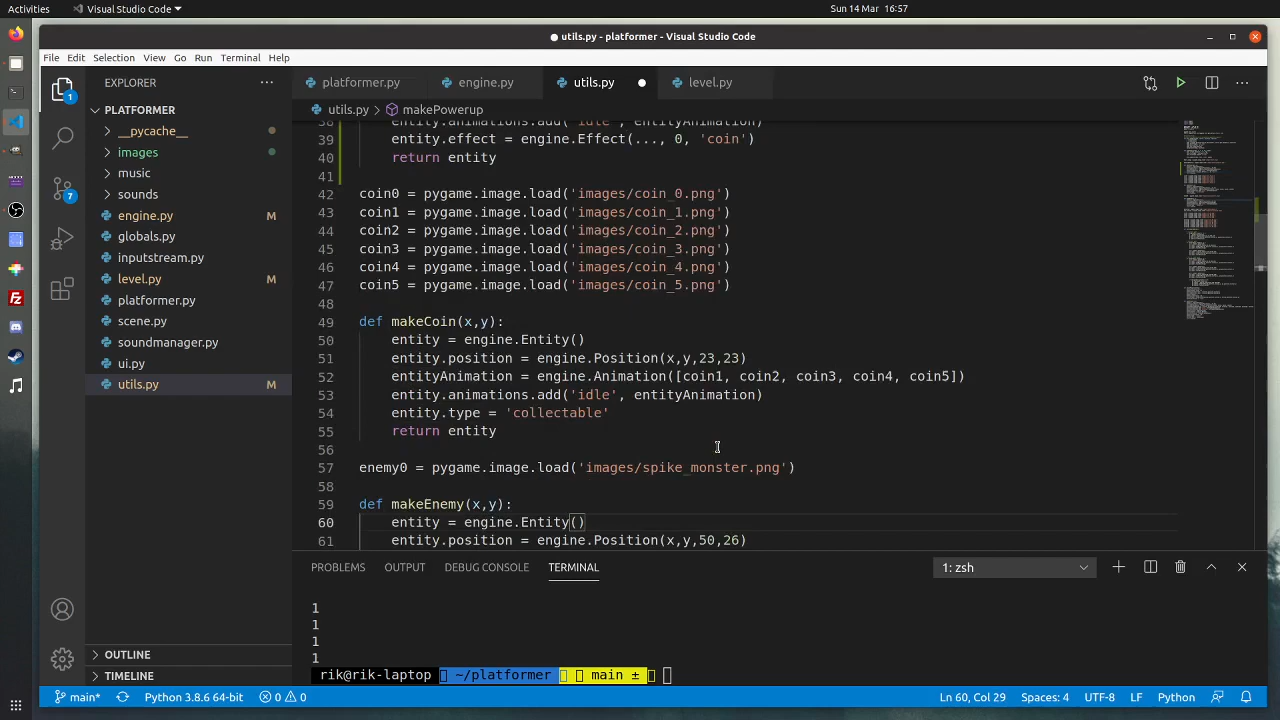 Activities
Visual Studio Code
Sun 14 Mar 16:57
utils.py - platformer - Visual Studio Code
File Edit Selection View Go Run Terminal Help
1
7
EXPLORER
PLATFORMER
__pycache__
images
music
sounds
engine.py M
globals.py
inputstream.py
level.py M
platformer.py
scene.py
soundmanager.py
ui.py
utils.py M
OUTLINE
TIMELINE
platformer.py
engine.py
utils.py
level.py
utils.py > makePowerup
38 entity.animations.add('idle', entityAnimation)
39 entity.effect = engine.Effect(..., 0, 'coin')
40 return entity
41
42 coin0 = pygame.image.load('images/coin_0.png')
43 coin1 = pygame.image.load('images/coin_1.png')
44 coin2 = pygame.image.load('images/coin_2.png')
45 coin3 = pygame.image.load('images/coin_3.png')
46 coin4 = pygame.image.load('images/coin_4.png')
47 coin5 = pygame.image.load('images/coin_5.png')
48
49 def makeCoin(x,y):
50 entity = engine.Entity()
51 entity.position = engine.Position(x,y,23,23)
52 entityAnimation = engine.Animation([coin1, coin2, coin3, coin4, coin5])
53 entity.animations.add('idle', entityAnimation)
54 entity.type = 'collectable'
55 return entity
56
57 enemy0 = pygame.image.load('images/spike_monster.png')
58
59 def makeEnemy(x,y):
60 entity = engine.Entity()
61 entity.position = engine.Position(x,y,50,26)
PROBLEMS OUTPUT DEBUG CONSOLE TERMINAL
1: zsh
1
1
1
1
rik@rik-laptop ~/platformer main ±
main* Python 3.8.6 64-bit 0 0 Ln 60, Col 29 Spaces: 4 UTF-8 LF Python